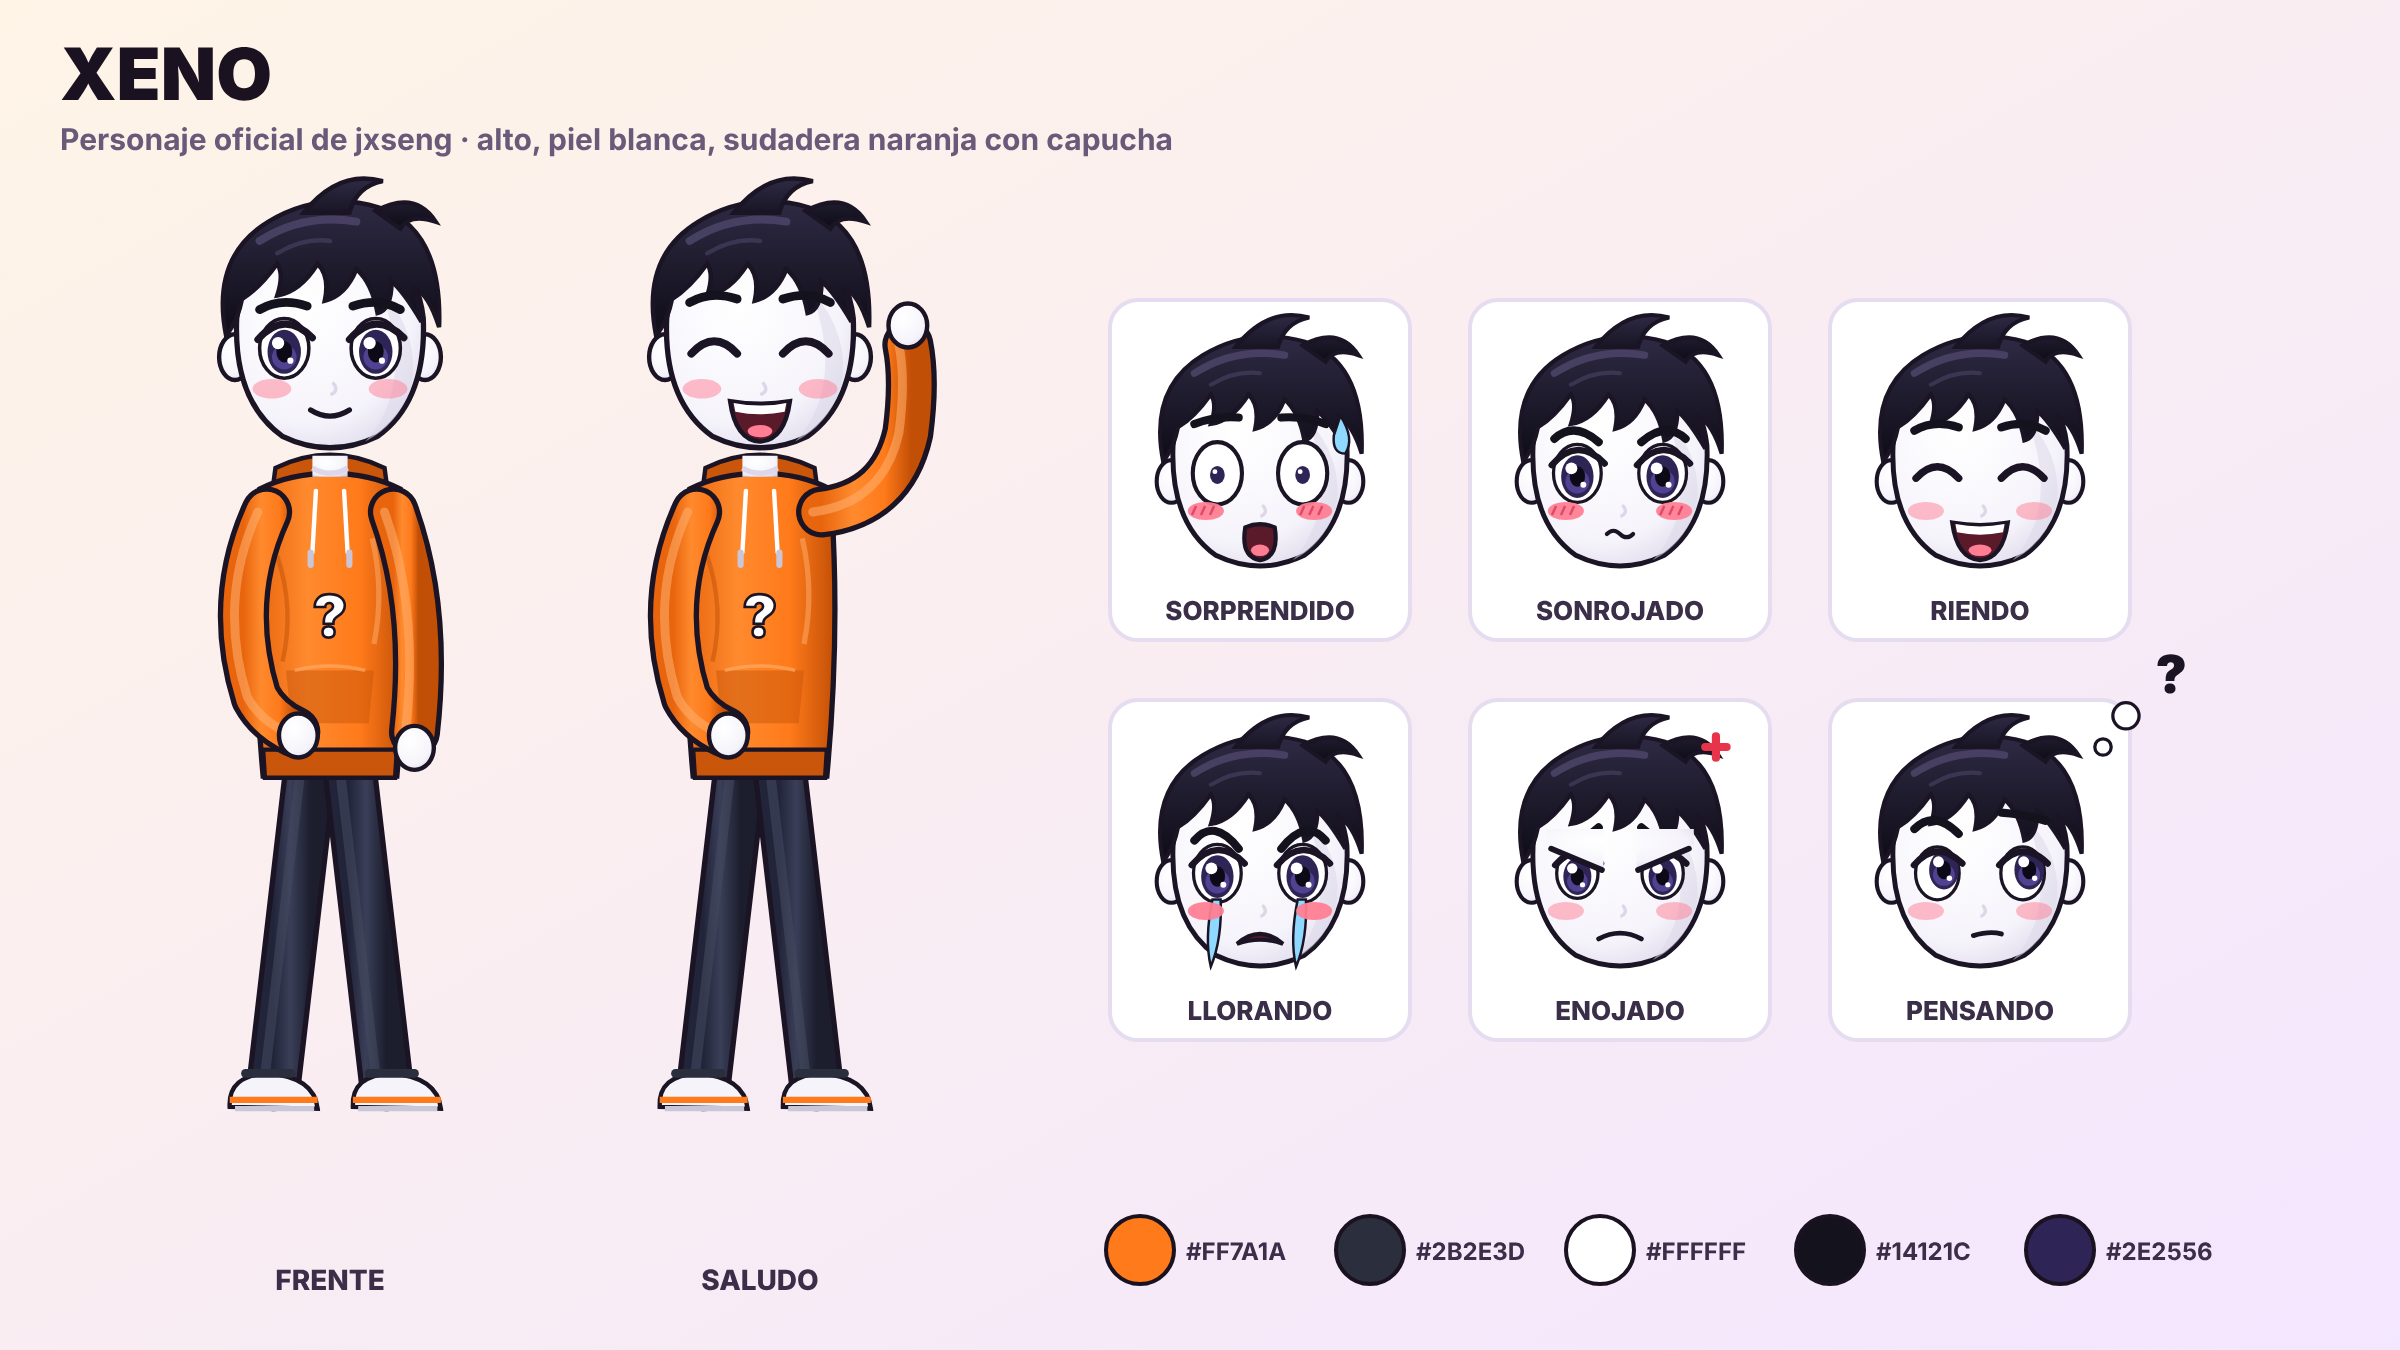 XENO
Personaje oficial de jxseng · alto, piel blanca, sudadera naranja con capucha
?
?
SORPRENDIDO
SONROJADO
RIENDO
?
LLORANDO
ENOJADO
PENSANDO
#FF7A1A
#2B2E3D
#FFFFFF
#14121C
#2E2556
FRENTE
SALUDO